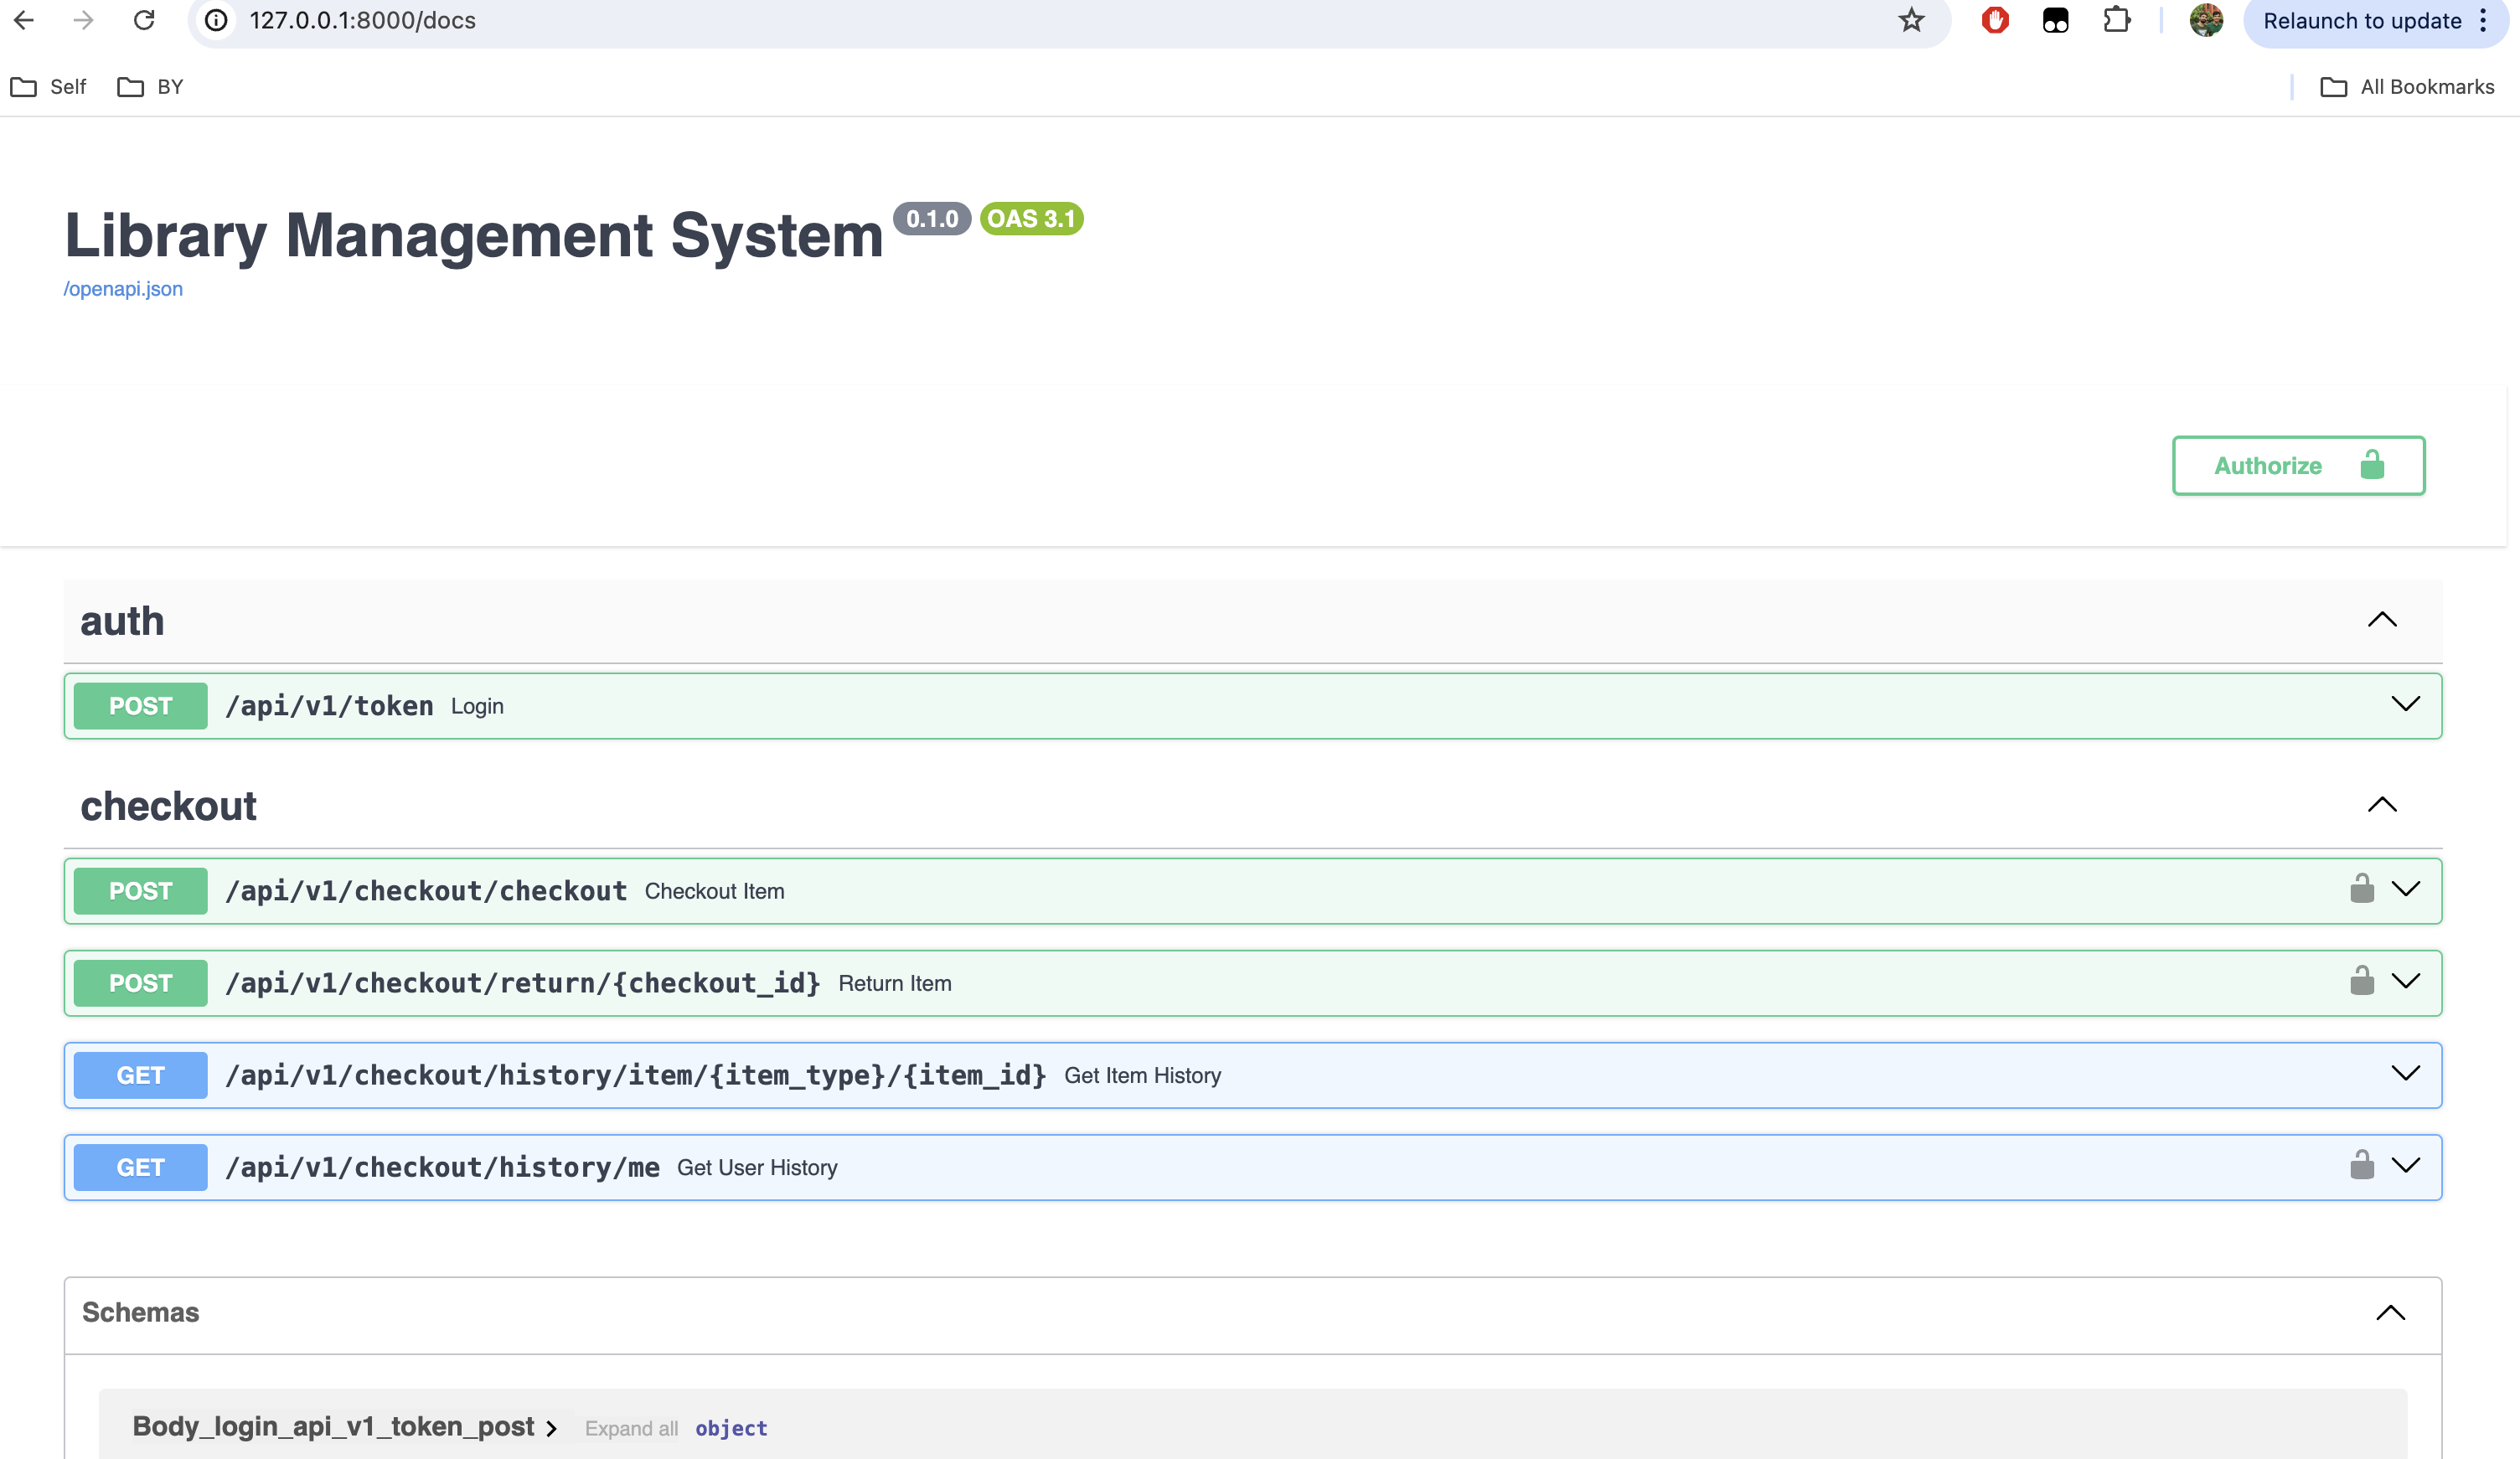 127.0.0.1:8000/docs
Relaunch to update
Self
BY
All Bookmarks
Library Management System 0.1.0 OAS 3.1
/openapi.json
Authorize
auth
POST /api/v1/token Login
checkout
POST /api/v1/checkout/checkout Checkout Item
POST /api/v1/checkout/return/{checkout_id} Return Item
GET /api/v1/checkout/history/item/{item_type}/{item_id} Get Item History
GET /api/v1/checkout/history/me Get User History
Schemas
Body_login_api_v1_token_post Expand all object